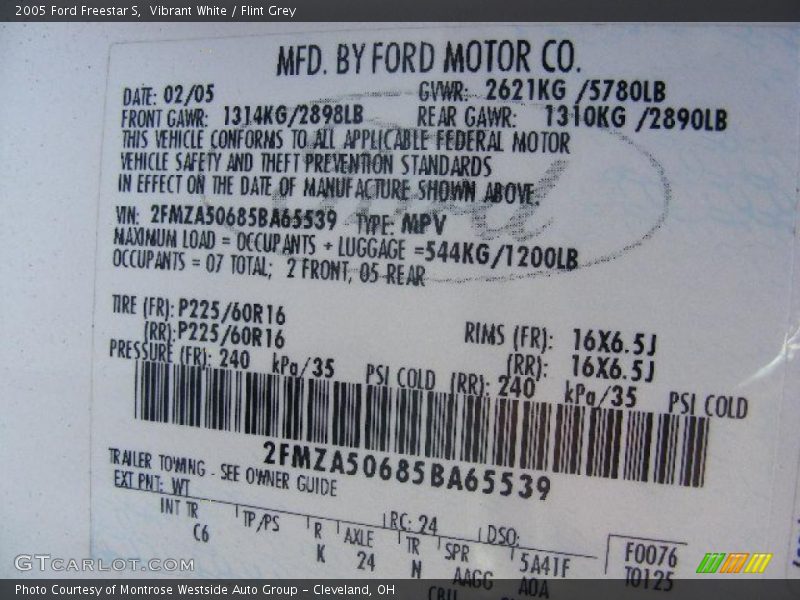 2005 Ford Freestar S, Vibrant White / Flint Grey
MFD. BY FORD MOTOR CO.
DATE: 02/05 GVWR: 2621KG /5780LB
FRONT GAWR: 1314KG/2898LB REAR GAWR: 1310KG /2890LB
THIS VEHICLE CONFORMS TO ALL APPLICABLE FEDERAL MOTOR
VEHICLE SAFETY AND THEFT PREVENTION STANDARDS
IN EFFECT ON THE DATE OF MANUFACTURE SHOWN ABOVE.
VIN: 2FMZA50685BA65539 TYPE: MPV
MAXIMUM LOAD = OCCUPANTS + LUGGAGE =544KG/1200LB
OCCUPANTS = 07 TOTAL; 2 FRONT, 05 REAR
TIRE (FR): P225/60R16 RIMS (FR): 16X6.5J
(RR): P225/60R16 (RR): 16X6.5J
PRESSURE (FR): 240 kPa/35 PSI COLD (RR): 240 kPa/35 PSI COLD
2FMZA50685BA65539
TRAILER TOWING - SEE OWNER GUIDE
EXT PNT: WT RC: 24 DSO:
INT TR TP/PS R AXLE TR SPR 5A41F F0076
C6 K 24 N AAGG AOA T0125
GTCARLOT.COM
Photo Courtesy of Montrose Westside Auto Group - Cleveland, OH